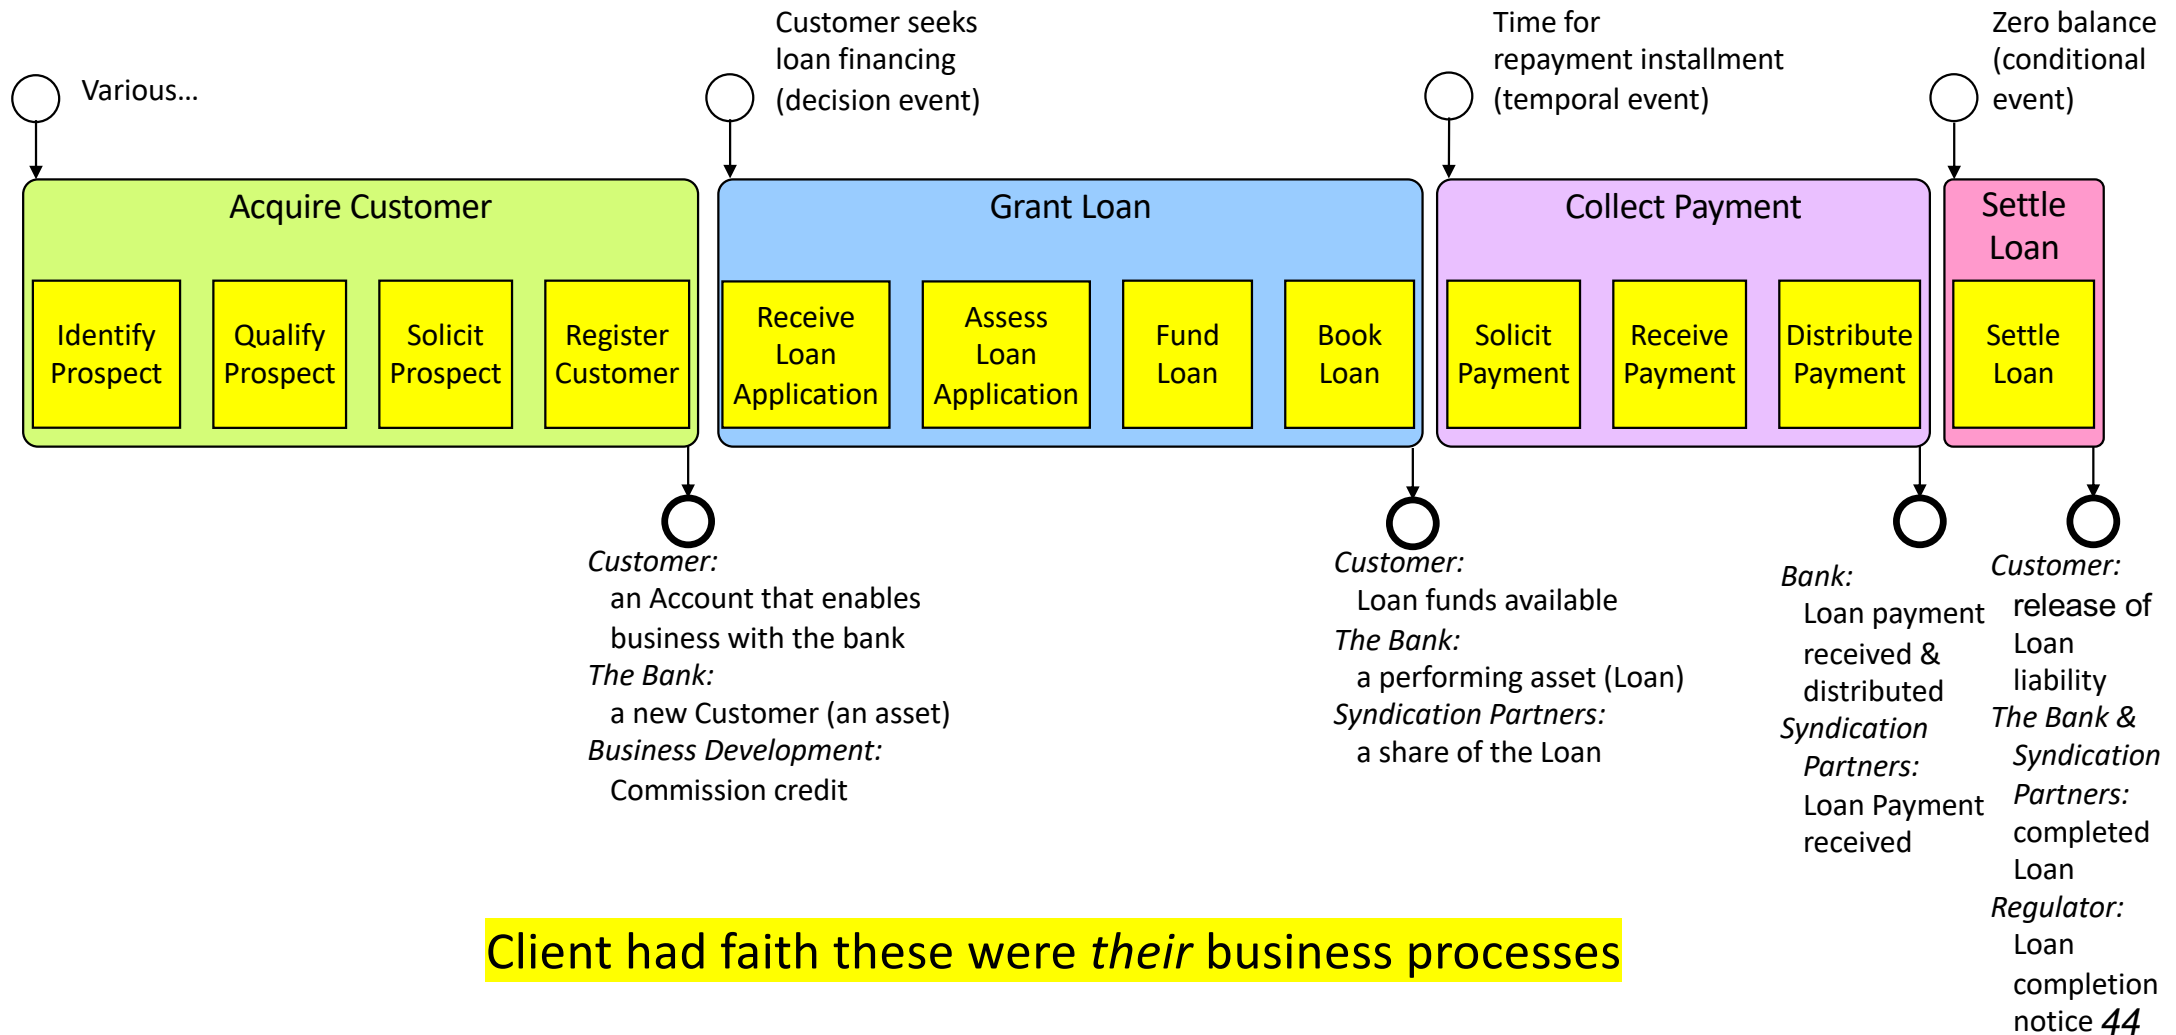 Various...
Customer seeks
loan financing
(decision event)
Time for
repayment installment
(temporal event)
Zero balance
(conditional
event)
Acquire Customer
Identify
Prospect
Qualify
Prospect
Solicit
Prospect
Register
Customer
Grant Loan
Receive
Loan
Application
Assess
Loan
Application
Fund
Loan
Book
Loan
Collect Payment
Solicit
Payment
Receive
Payment
Distribute
Payment
Settle
Loan
Settle
Loan
Customer:
an Account that enables
business with the bank
The Bank:
a new Customer (an asset)
Business Development:
Commission credit
Customer:
Loan funds available
The Bank:
a performing asset (Loan)
Syndication Partners:
a share of the Loan
Bank:
Loan payment
received &
distributed
Syndication
Partners:
Loan Payment
received
Customer:
release of
Loan
liability
The Bank &
Syndication
Partners:
completed
Loan
Regulator:
Loan
completion
notice 44
Client had faith these were their business processes